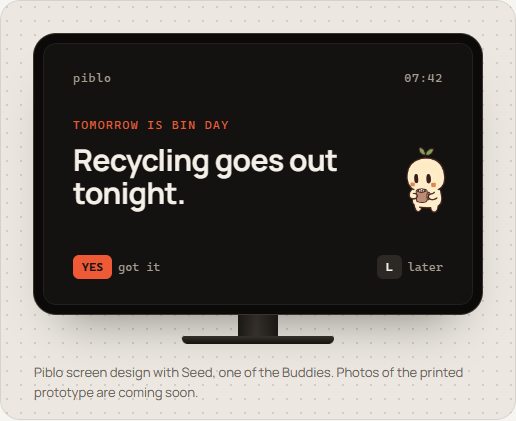 piblo 07:42
TOMORROW IS BIN DAY
Recycling goes out
tonight.
YES got it L later
Piblo screen design with Seed, one of the Buddies. Photos of the printed
prototype are coming soon.